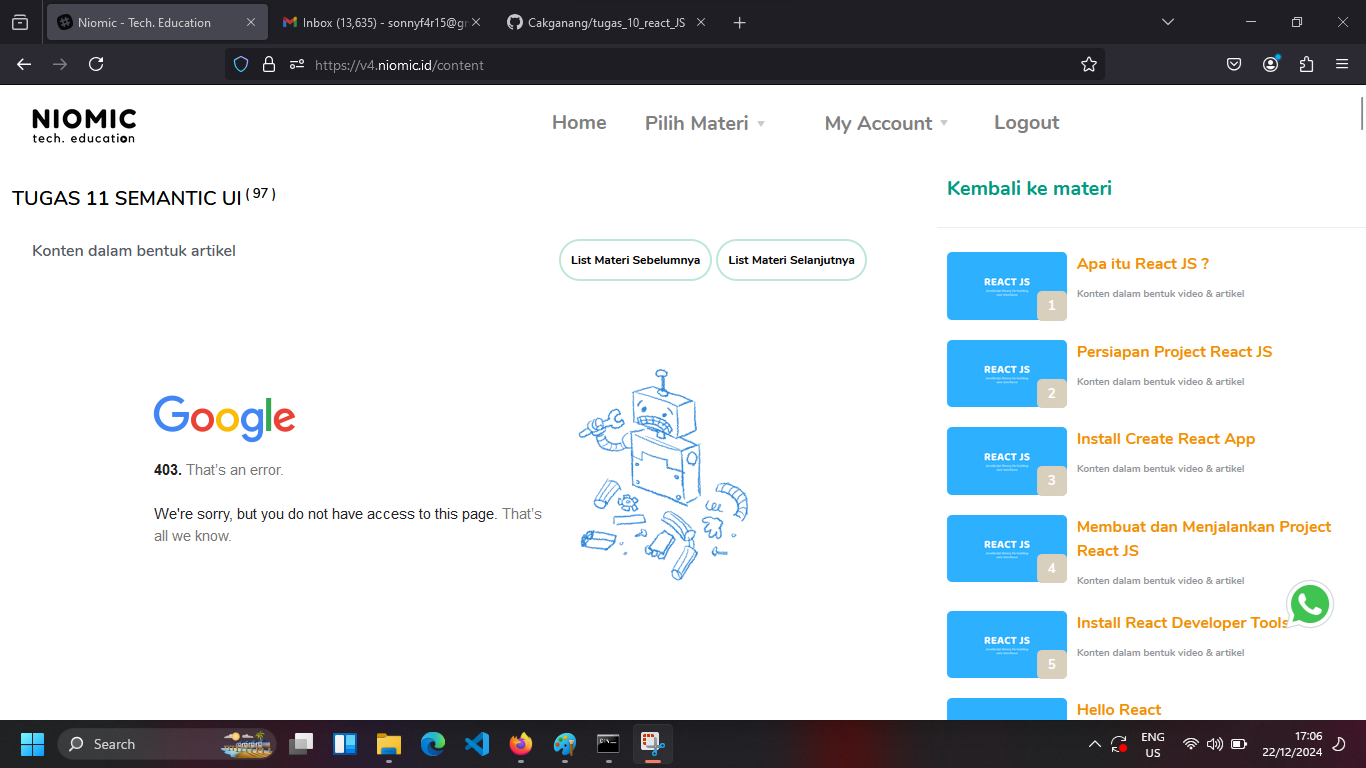 Niomic - Tech. Education
Inbox (13,635) - sonnyf4r15@gr
Cakganang/tugas_10_react_JS
https://v4.niomic.id/content
NIOMIC
tech. education
Home
Pilih Materi
My Account
Logout
TUGAS 11 SEMANTIC UI ( 97 )
Konten dalam bentuk artikel
List Materi Sebelumnya
List Materi Selanjutnya
Google
403. That's an error.
We're sorry, but you do not have access to this page. That's
all we know.
Kembali ke materi
REACT JS
1
Apa itu React JS ?
Konten dalam bentuk video & artikel
REACT JS
2
Persiapan Project React JS
Konten dalam bentuk video & artikel
REACT JS
3
Install Create React App
Konten dalam bentuk video & artikel
REACT JS
4
Membuat dan Menjalankan Project
React JS
Konten dalam bentuk video & artikel
REACT JS
5
Install React Developer Tools
Konten dalam bentuk video & artikel
Hello React
Search
ENG
US
17:06
22/12/2024